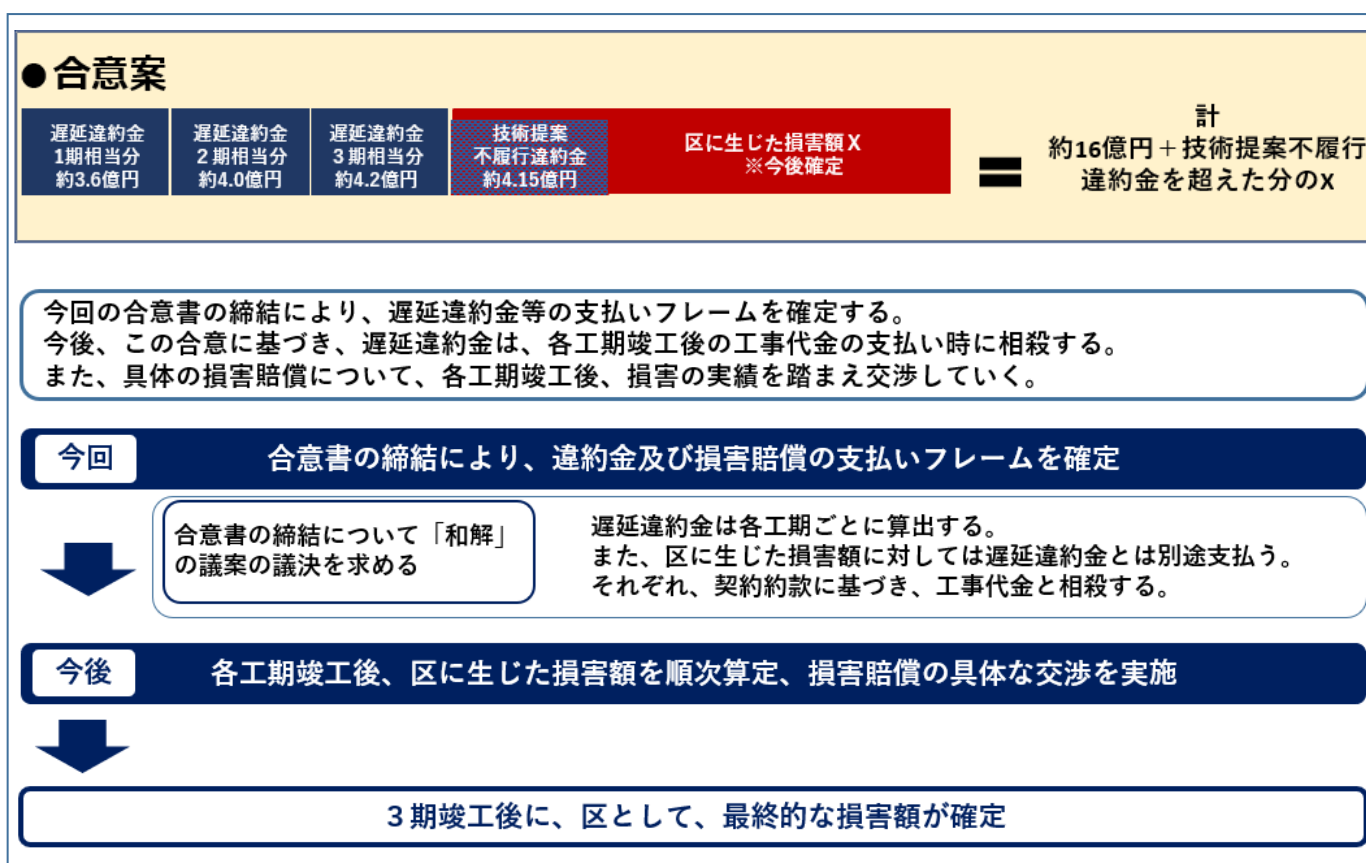 ●合意案
遅延違約金
1期相当分
約3.6億円
遅延違約金
２期相当分
約4.0億円
遅延違約金
３期相当分
約4.2億円
技術提案
不履行違約金
約4.15億円
区に生じた損害額X
※今後確定
＝
計
約16億円＋技術提案不履行
違約金を超えた分のX
今回の合意書の締結により、遅延違約金等の支払いフレームを確定する。
今後、この合意に基づき、遅延違約金は、各工期竣工後の工事代金の支払い時に相殺する。
また、具体の損害賠償について、各工期竣工後、損害の実績を踏まえ交渉していく。
今回
合意書の締結により、違約金及び損害賠償の支払いフレームを確定
合意書の締結について「和解」
の議案の議決を求める
遅延違約金は各工期ごとに算出する。
また、区に生じた損害額に対しては遅延違約金とは別途支払う。
それぞれ、契約約款に基づき、工事代金と相殺する。
今後
各工期竣工後、区に生じた損害額を順次算定、損害賠償の具体な交渉を実施
３期竣工後に、区として、最終的な損害額が確定